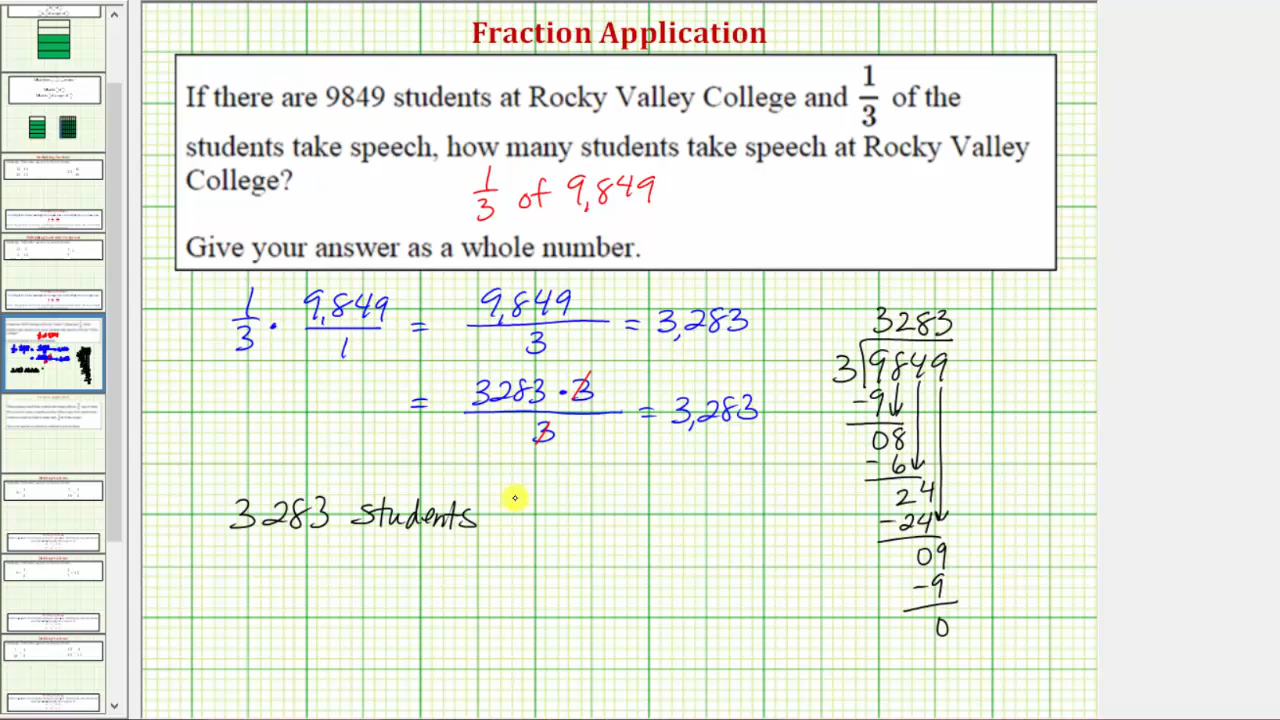 Fraction Application
If there are 9849 students at Rocky Valley College and 1/3 of the
students take speech, how many students take speech at Rocky Valley
College?
1/3 of 9,849
Give your answer as a whole number.
1/3 · 9,849/1 = 9,849/3 = 3,283
= 3283 · 3/3 = 3,283
3283 students
3283
3 9849
-9
08
-6
24
-24
09
-9
0